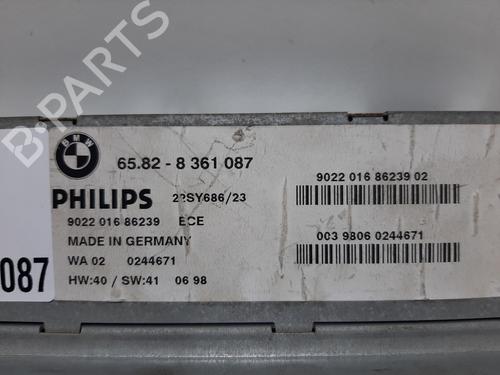 B-PARTS
BMW
65.82 - 8 361 087
PHILIPS 22SY686/23
9022 016 86239 ECE
MADE IN GERMANY
WA 02 0244671
HW:40 / SW:41 06 98
9022 016 86239 02
003 9806 0244671
087